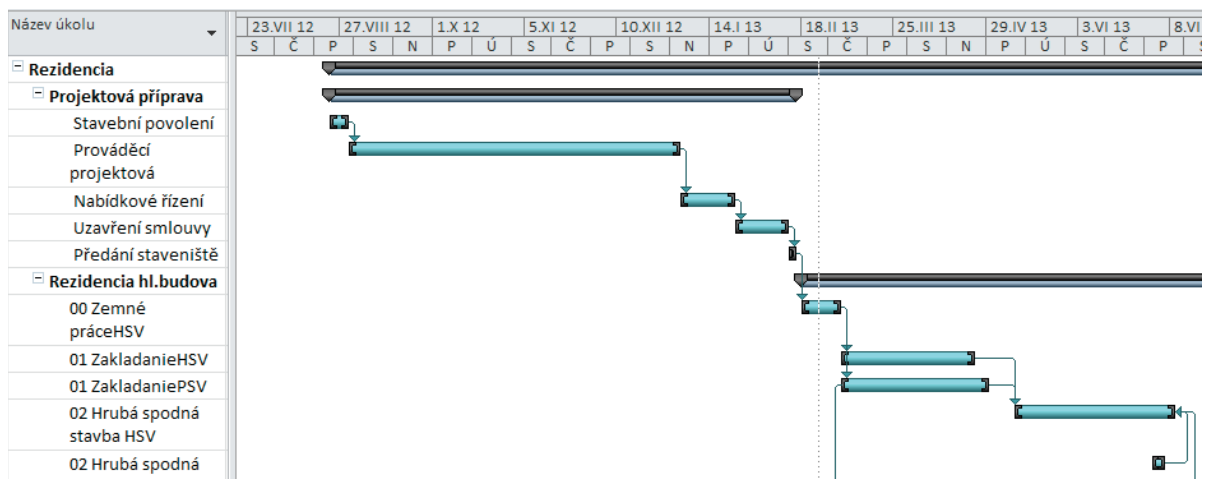 Název úkolu
23.VII 12 27.VIII 12 1.X 12 5.XI 12 10.XII 12 14.I 13 18.II 13 25.III 13 29.IV 13 3.VI 13 8.VI
S Č P S N P Ú S Č P S N P Ú S Č P S N P Ú S Č P
Rezidencia
Projektová příprava
Stavební povolení
Prováděcí
projektová
Nabídkové řízení
Uzavření smlouvy
Předání staveniště
Rezidencia hl.budova
00 Zemné
práceHSV
01 ZakladanieHSV
01 ZakladaniePSV
02 Hrubá spodná
stavba HSV
02 Hrubá spodná